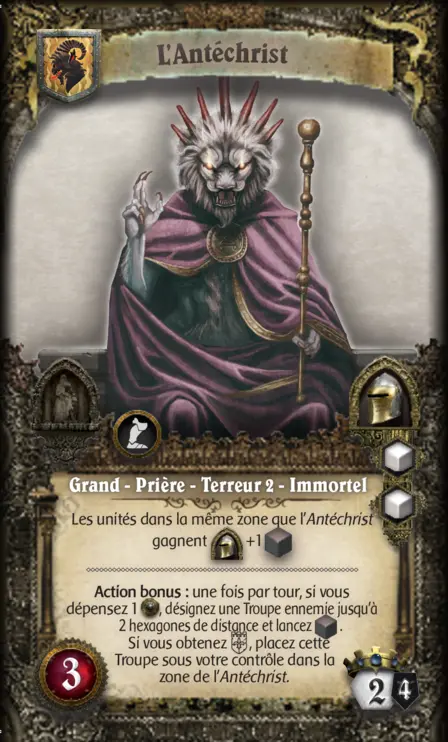 L'Antéchrist
Grand - Prière - Terreur 2 - Immortel
Les unités dans la même zone que l'Antéchrist
gagnent +1
Action bonus : une fois par tour, si vous
dépensez 1 , désignez une Troupe ennemie jusqu'à
2 hexagones de distance et lancez .
Si vous obtenez , placez cette
Troupe sous votre contrôle dans la
zone de l'Antéchrist.
3
2 4